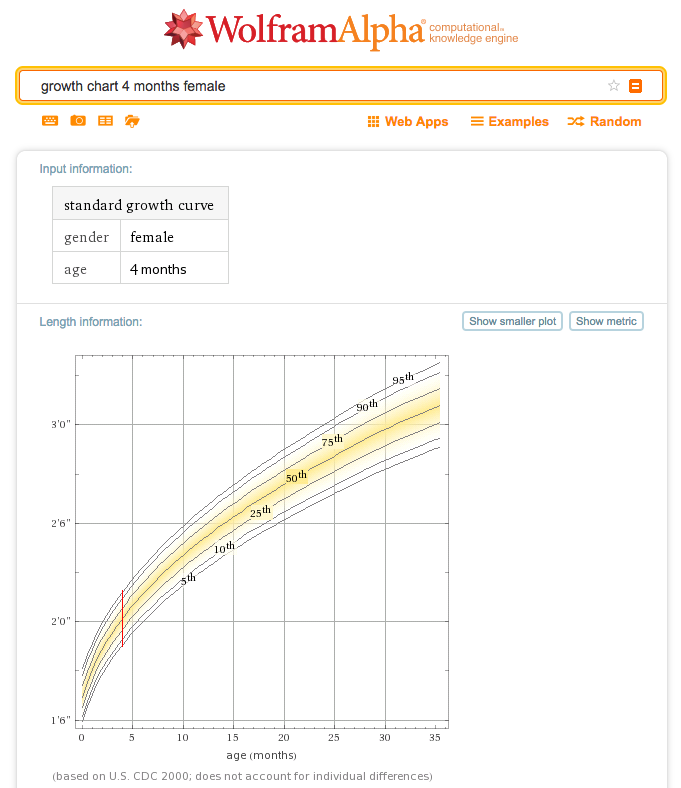 WolframAlpha computational knowledge engine
growth chart 4 months female
Web Apps Examples Random
Input information:
standard growth curve
gender female
age 4 months
Length information: Show smaller plot Show metric
95th
90th
3'0"
75th
50th
25th
2'6"
10th
5th
2'0"
1'6"
0 5 10 15 20 25 30 35
age (months)
(based on U.S. CDC 2000; does not account for individual differences)